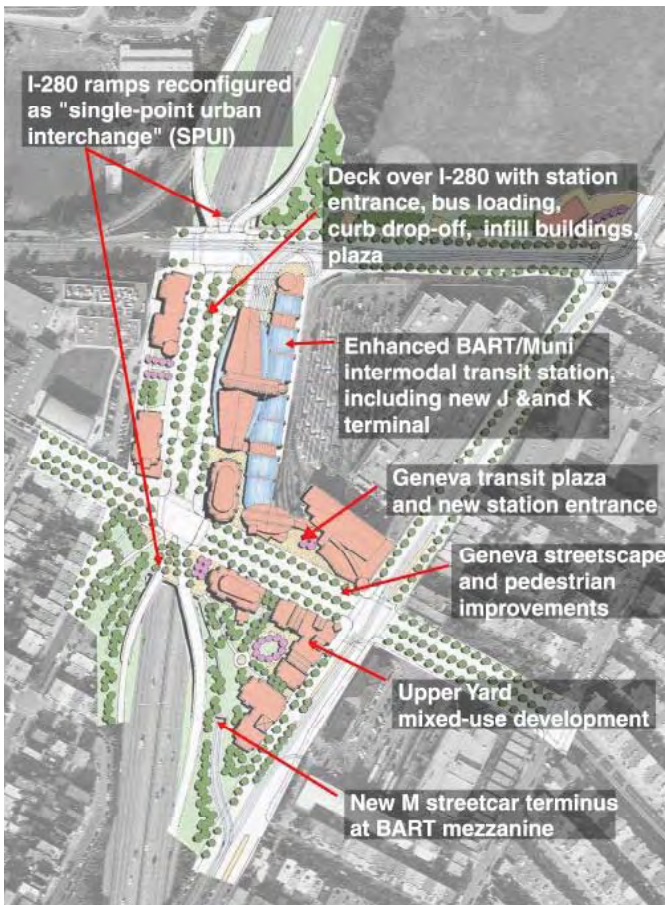 I-280 ramps reconfigured
as "single-point urban
interchange" (SPUI)
Deck over I-280 with station
entrance, bus loading,
curb drop-off, infill buildings,
plaza
Enhanced BART/Muni
intermodal transit station,
including new J &and K
terminal
Geneva transit plaza
and new station entrance
Geneva streetscape
and pedestrian
improvements
Upper Yard
mixed-use development
New M streetcar terminus
at BART mezzanine